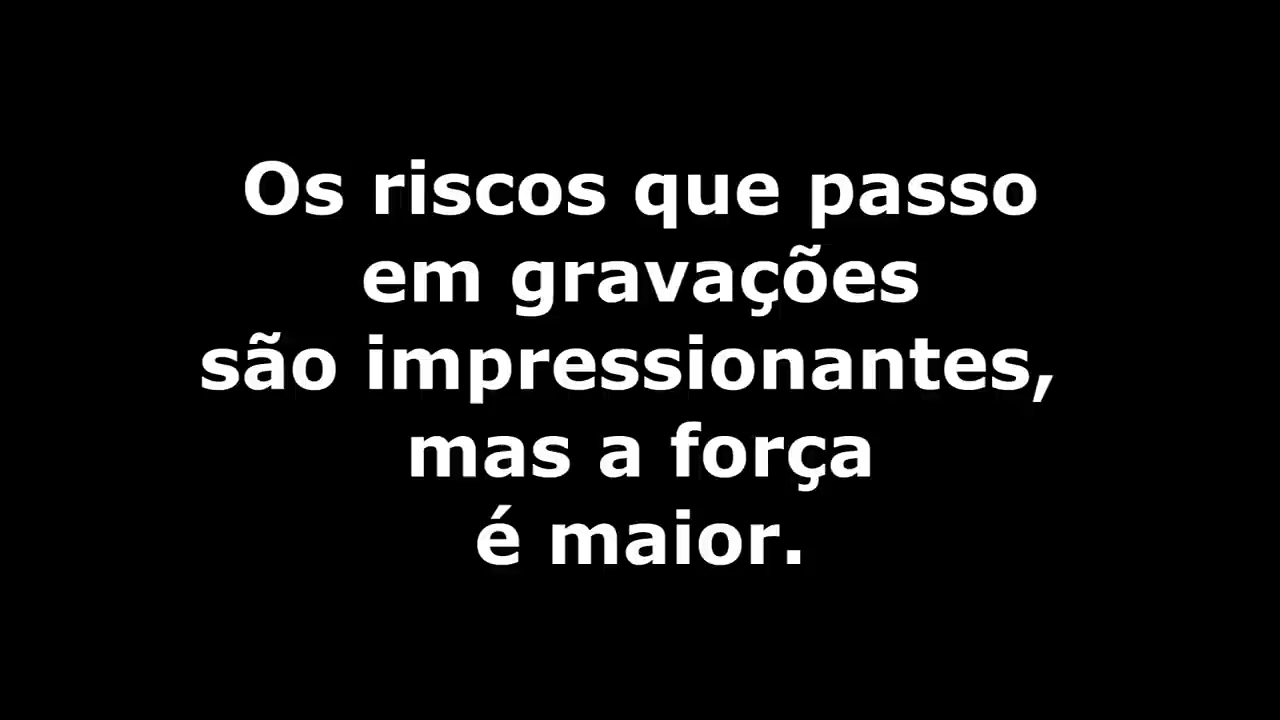 Os riscos que passo
em gravações
são impressionantes,
mas a força
é maior.